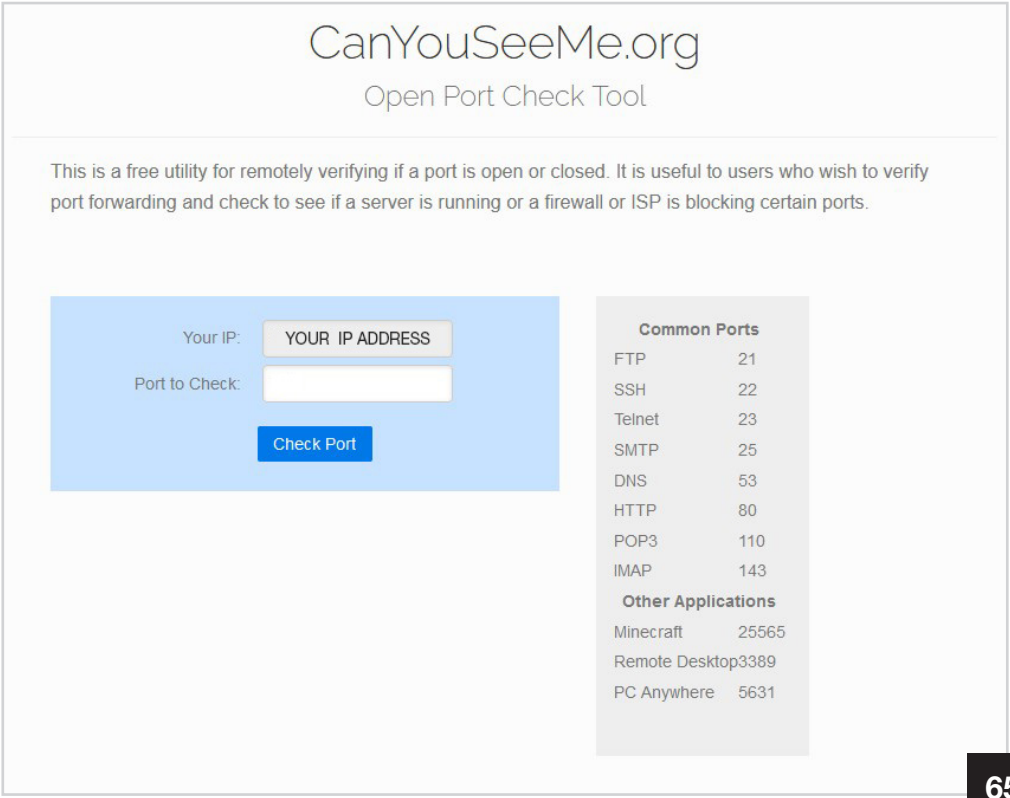 CanYouSeeMe.org
Open Port Check Tool
This is a free utility for remotely verifying if a port is open or closed. It is useful to users who wish to verify
port forwarding and check to see if a server is running or a firewall or ISP is blocking certain ports.
Your IP: YOUR IP ADDRESS
Port to Check:
Check Port
Common Ports
FTP 21
SSH 22
Telnet 23
SMTP 25
DNS 53
HTTP 80
POP3 110
IMAP 143
Other Applications
Minecraft 25565
Remote Desktop3389
PC Anywhere 5631
65